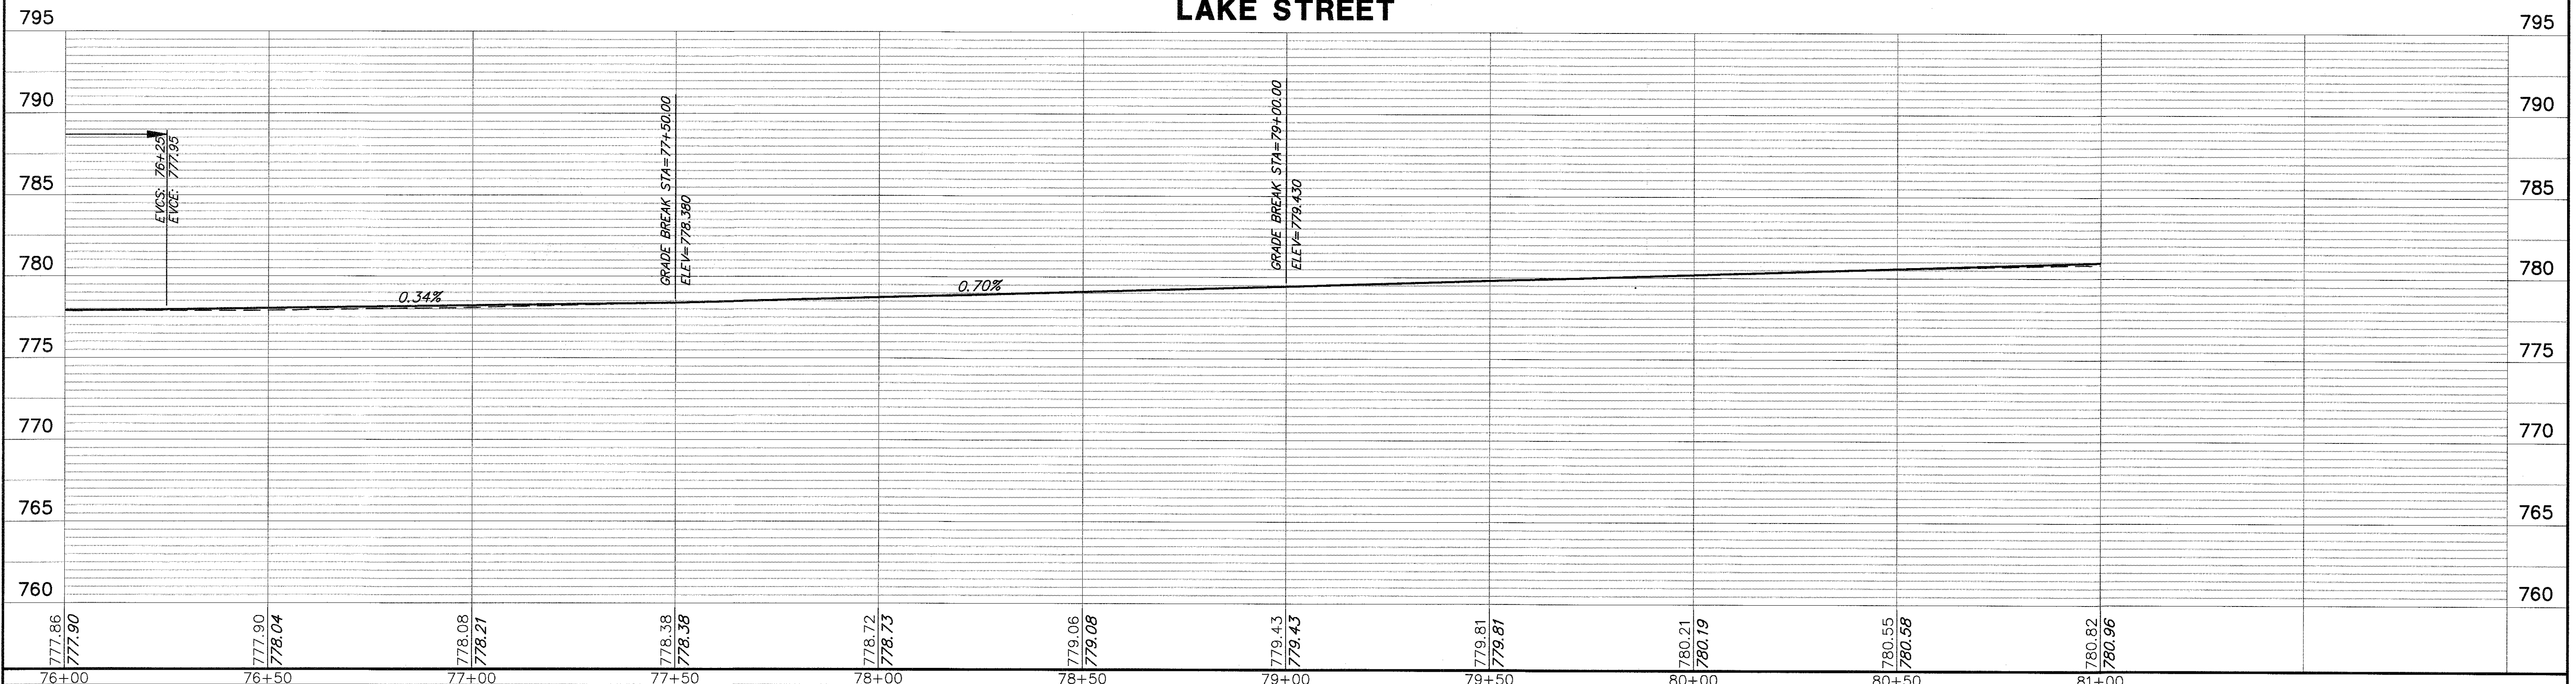 LAKE STREET
795 795
790 790
785 785
780 780
775 775
770 770
765 765
760 760
EVCS: 76+25
EVCE: 777.95
0.34%
GRADE BREAK STA=77+50.00
ELEV=778.380
0.70%
GRADE BREAK STA=79+00.00
ELEV=779.430
777.86 777.90 778.08 778.38 778.72 779.06 779.43 779.81 780.21 780.55 780.82
777.90 778.04 778.21 778.38 778.73 779.08 779.43 779.81 780.19 780.58 780.96
76+00 76+50 77+00 77+50 78+00 78+50 79+00 79+50 80+00 80+50 81+00